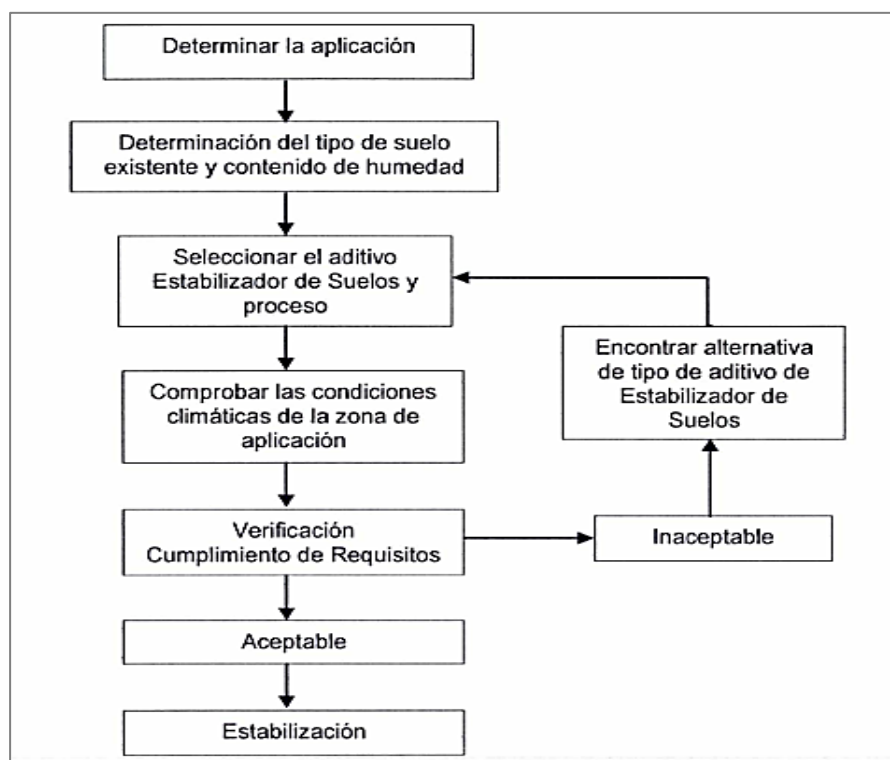 Determinar la aplicación
Determinación del tipo de suelo
existente y contenido de humedad
Seleccionar el aditivo
Estabilizador de Suelos y
proceso
Comprobar las condiciones
climáticas de la zona de
aplicación
Verificación
Cumplimiento de Requisitos
Aceptable
Estabilización
Encontrar alternativa
de tipo de aditivo de
Estabilizador de
Suelos
Inaceptable